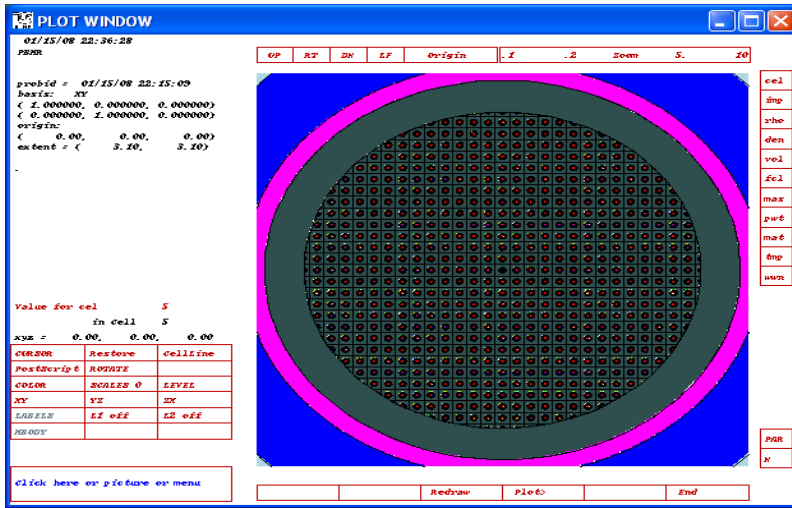 PLOT WINDOW
01/15/08 22:36:28
PBMR
probid = 01/15/08 22:15:09
basis: XY
( 1.000000, 0.000000, 0.000000)
( 0.000000, 1.000000, 0.000000)
origin:
( 0.00, 0.00, 0.00)
extent = ( 3.10, 3.10)
UP RT DN LF Origin .1 .2 Zoom 5. 10
cel
imp
rho
den
vol
fcl
mas
pwt
mat
tmp
wwn
Value for cel 5
in cell 5
xyz = 0.00, 0.00, 0.00
CURSOR Restore CellLine
PostScript ROTATE
COLOR SCALES 0 LEVEL
XY YZ ZX
LABELS L1 off L2 off
MBODY
PAR
N
Click here or picture or menu
Redraw Plot> End